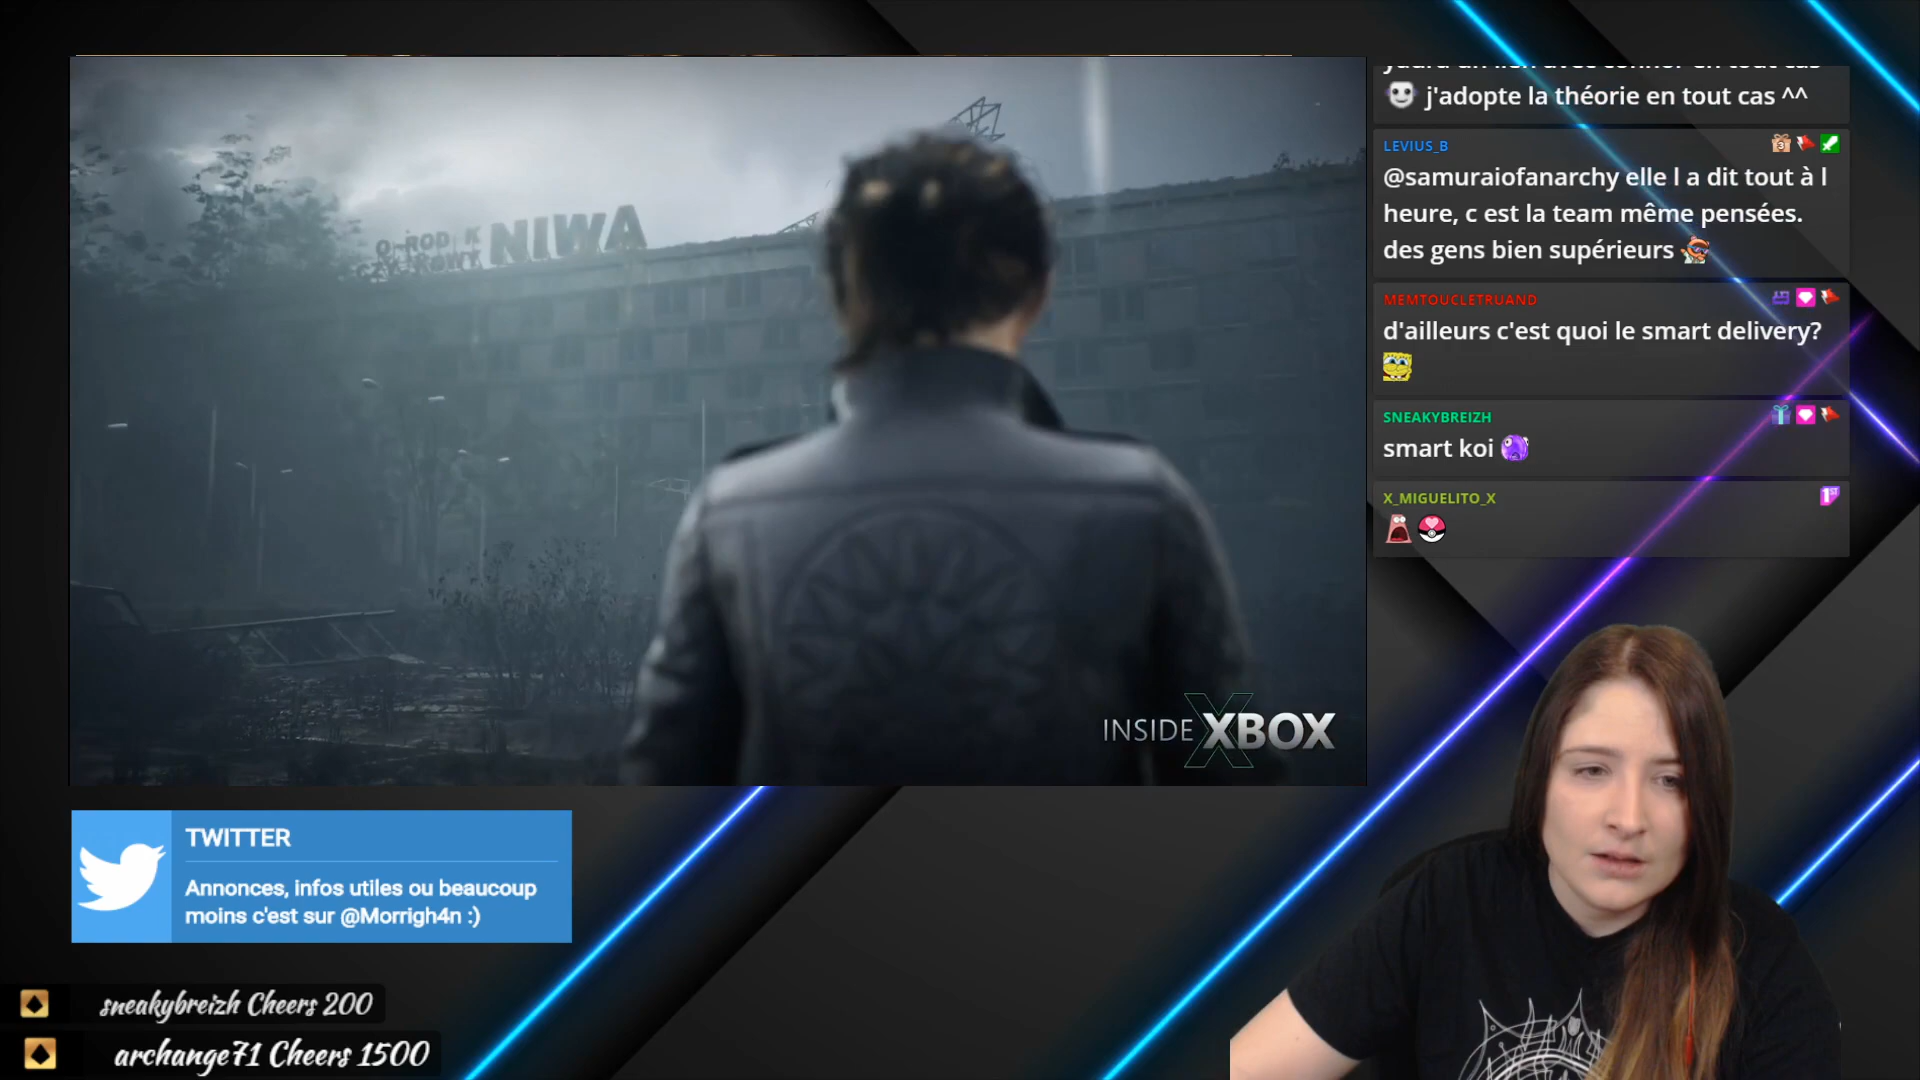 NIWA
INSIDE XBOX
j'adopte la théorie en tout cas ^^
LEVIUS_B
@samuraiofanarchy elle l a dit tout à l
heure, c est la team même pensées.
des gens bien supérieurs
MEMTOUCLETRUAND
d'ailleurs c'est quoi le smart delivery?
SNEAKYBREIZH
smart koi
X_MIGUELITO_X
1ST
TWITTER
Annonces, infos utiles ou beaucoup
moins c'est sur @Morrigh4n :)
sneakybreizh Cheers 200
archange71 Cheers 1500